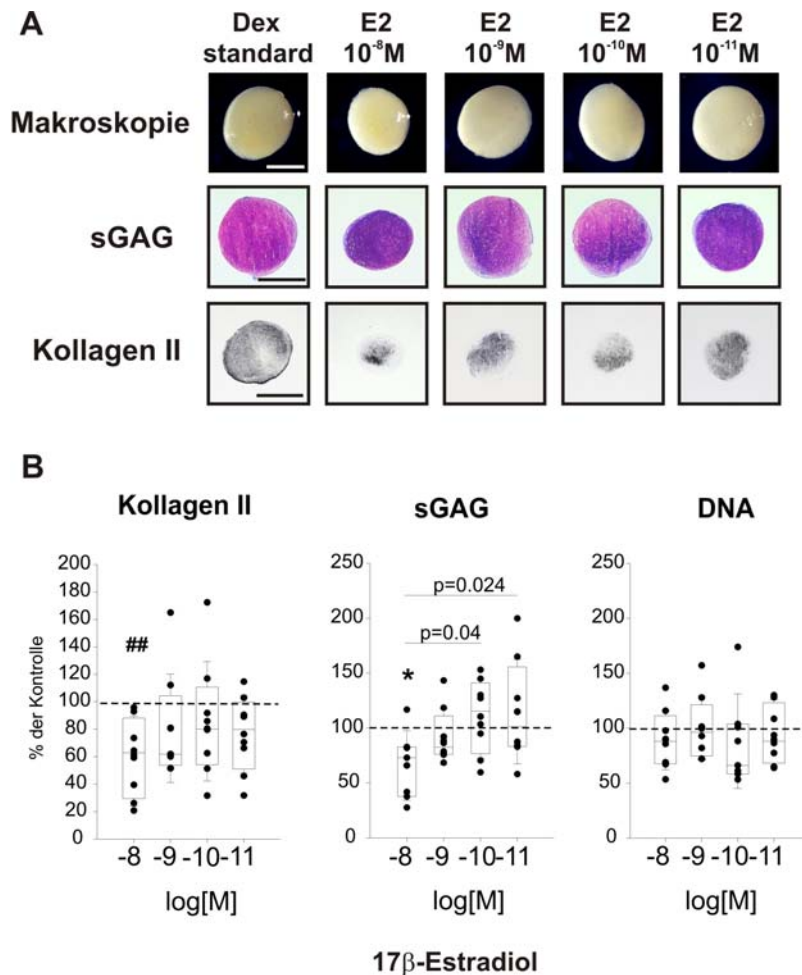 A
Dex E2 E2 E2 E2
standard 10⁻⁸M 10⁻⁹M 10⁻¹⁰M 10⁻¹¹M
Makroskopie
sGAG
Kollagen II
B
Kollagen II sGAG DNA
% der Kontrolle
200
180
160
140
120
100
80
60
40
20
0
##
-8 -9 -10 -11
log[M]
250
200
150
100
50
0
p=0.024
p=0.04
*
-8 -9 -10 -11
log[M]
250
200
150
100
50
0
-8 -9 -10 -11
log[M]
17β-Estradiol